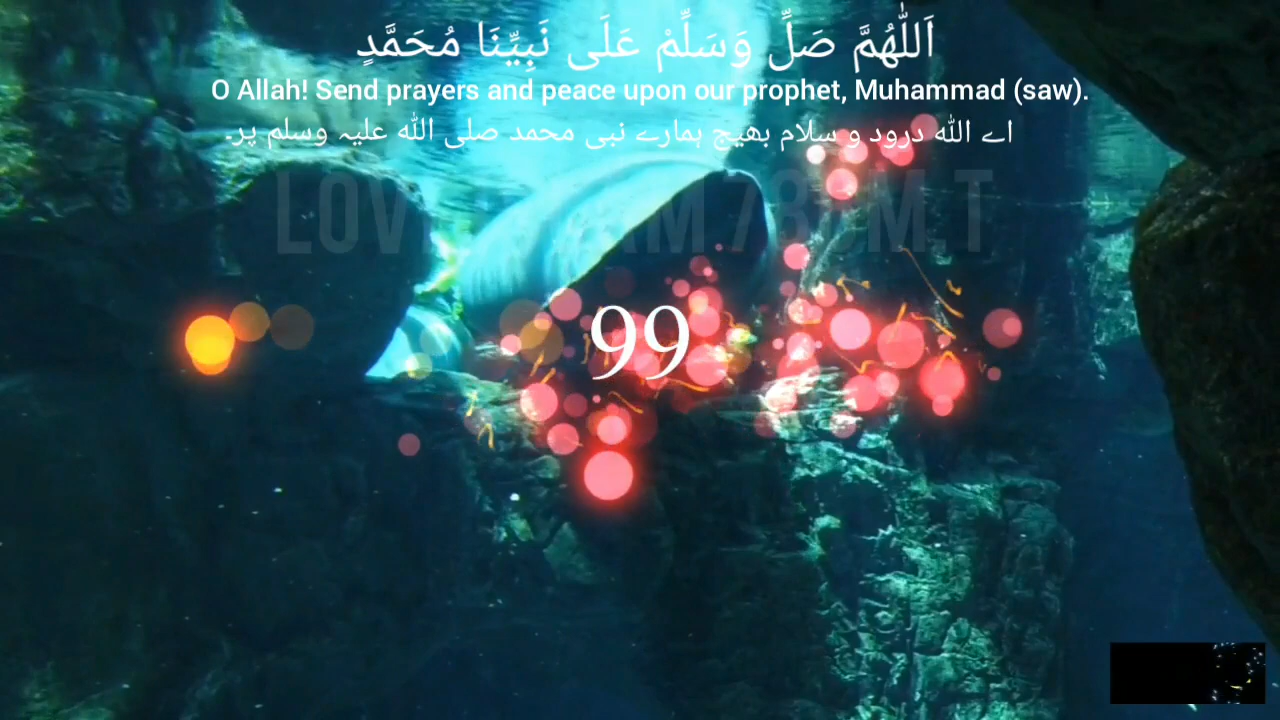 اَللّٰهُمَّ صَلِّ وَسَلِّمْ عَلَى نَبِيِّنَا مُحَمَّدٍ
O Allah! Send prayers and peace upon our prophet, Muhammad (saw).
اے اللہ درود و سلام بھیج ہمارے نبی محمد صلی اللہ علیہ وسلم پر۔
99